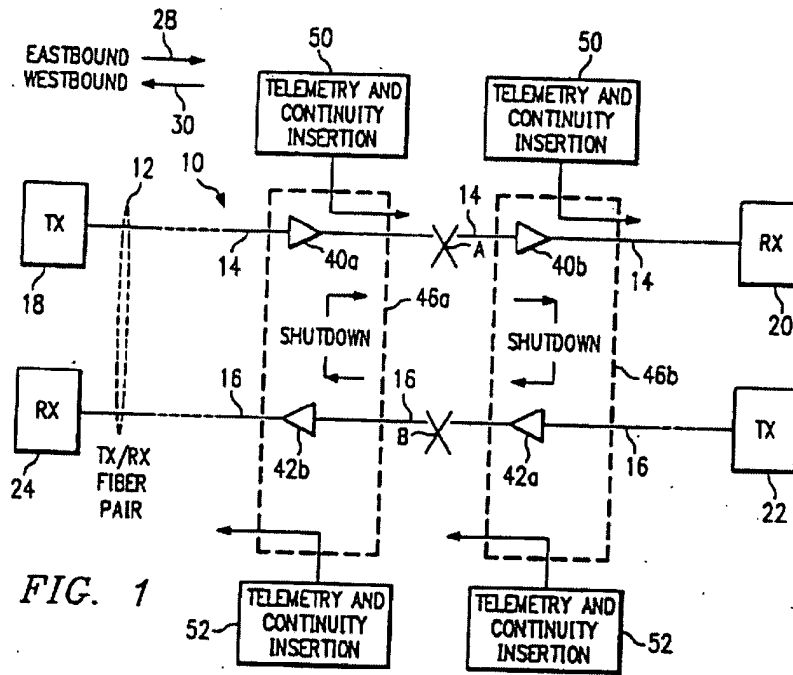 EASTBOUND 28
WESTBOUND
30
50
TELEMETRY AND
CONTINUITY
INSERTION
50
TELEMETRY AND
CONTINUITY
INSERTION
12
10
TX
18
14
40a
14
A
40b
14
RX
20
46a
SHUTDOWN
SHUTDOWN
46b
RX
24
16
42b
16
B
42a
16
TX
22
TX/RX
FIBER
PAIR
FIG. 1
52
TELEMETRY AND
CONTINUITY
INSERTION
TELEMETRY AND
CONTINUITY
INSERTION
52